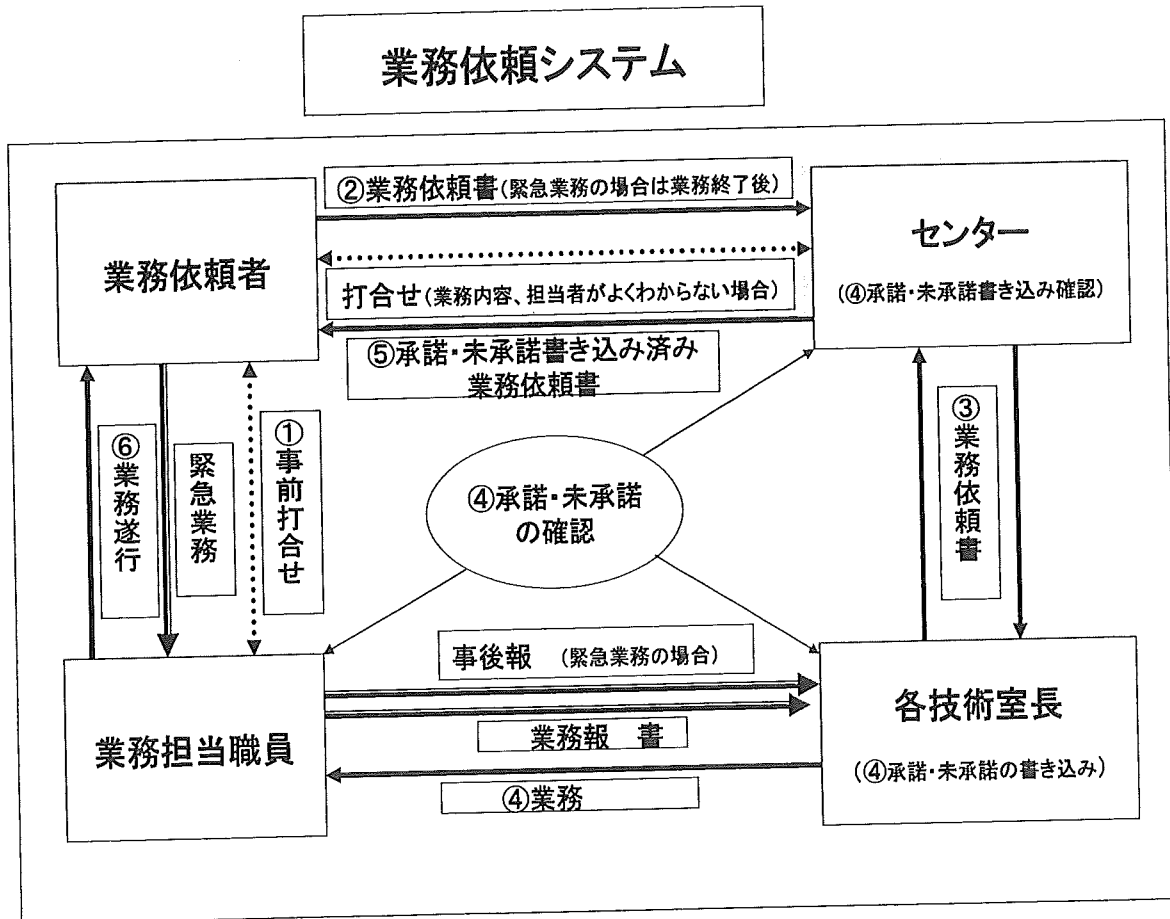 業務依頼システム
②業務依頼書(緊急業務の場合は業務終了後)
業務依頼者
センター
(④承諾・未承諾書き込み確認)
打合せ(業務内容、担当者がよくわからない場合)
⑤承諾・未承諾書き込み済み
業務依頼書
⑥業務遂行
緊急業務
①事前打合せ
④承諾・未承諾
の確認
③業務依頼書
事後報 (緊急業務の場合)
業務担当職員
業務報 書
各技術室長
(④承諾・未承諾の書き込み)
④業務